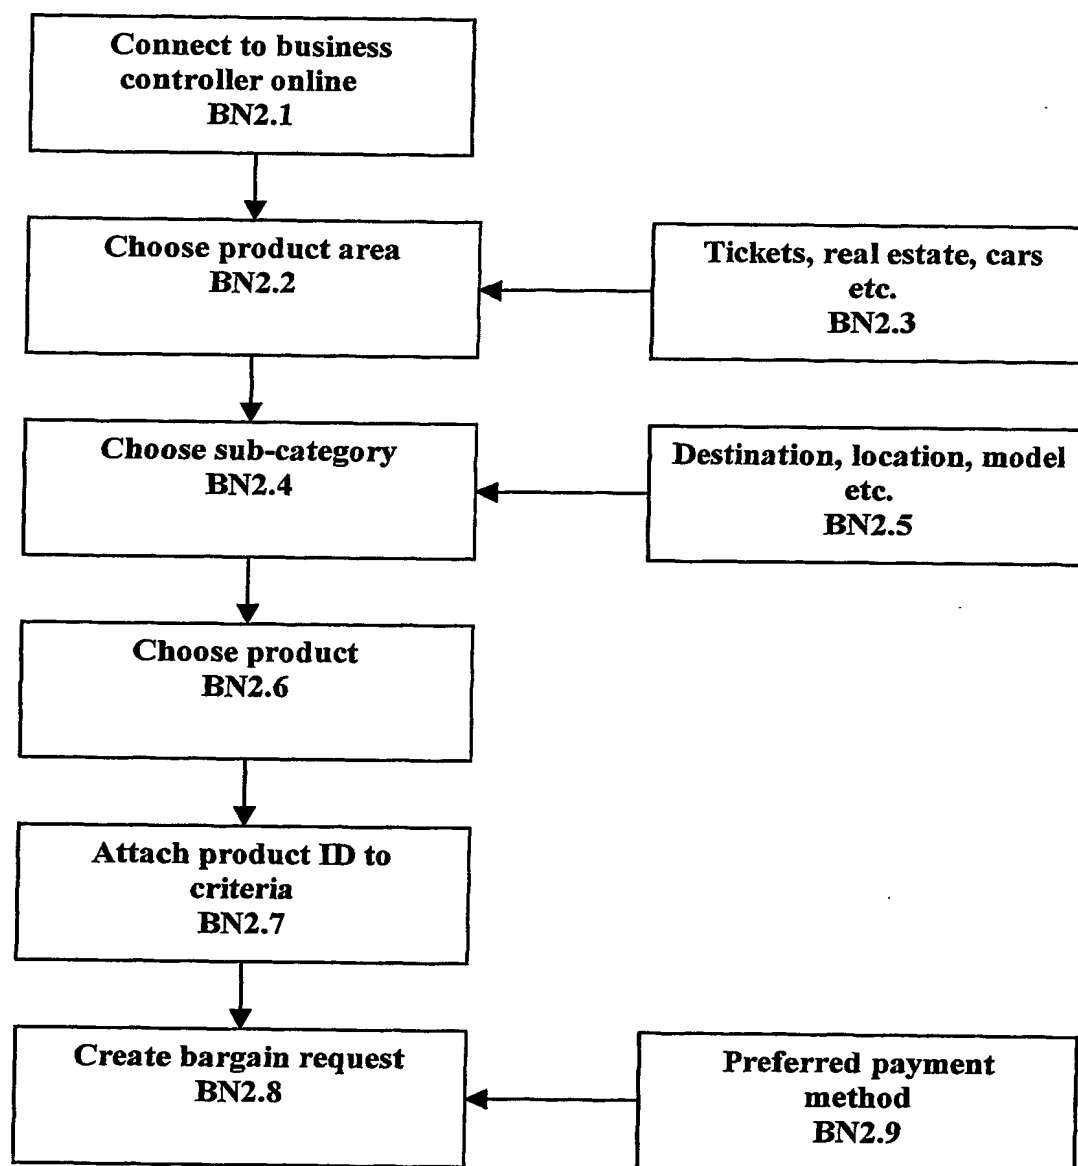 Connect to business
controller online
BN2.1
Choose product area
BN2.2
Tickets, real estate, cars
etc.
BN2.3
Choose sub-category
BN2.4
Destination, location, model
etc.
BN2.5
Choose product
BN2.6
Attach product ID to
criteria
BN2.7
Create bargain request
BN2.8
Preferred payment
method
BN2.9